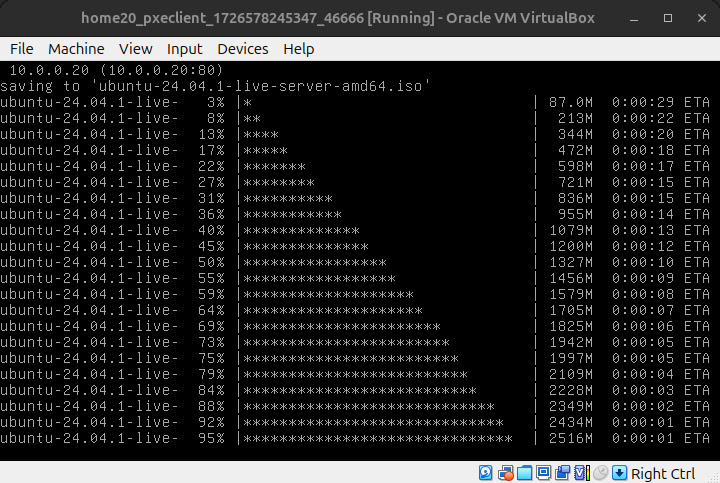 home20_pxeclient_1726578245347_46666 [Running] - Oracle VM VirtualBox
File Machine View Input Devices Help
10.0.0.20 (10.0.0.20:80)
saving to 'ubuntu-24.04.1-live-server-amd64.iso'
ubuntu-24.04.1-live- 3% |* | 87.0M 0:00:29 ETA
ubuntu-24.04.1-live- 8% |** | 213M 0:00:22 ETA
ubuntu-24.04.1-live- 13% |**** | 344M 0:00:20 ETA
ubuntu-24.04.1-live- 17% |***** | 472M 0:00:18 ETA
ubuntu-24.04.1-live- 22% |******* | 598M 0:00:17 ETA
ubuntu-24.04.1-live- 27% |******** | 721M 0:00:15 ETA
ubuntu-24.04.1-live- 31% |********** | 836M 0:00:15 ETA
ubuntu-24.04.1-live- 36% |*********** | 955M 0:00:14 ETA
ubuntu-24.04.1-live- 40% |************* | 1079M 0:00:13 ETA
ubuntu-24.04.1-live- 45% |************** | 1200M 0:00:12 ETA
ubuntu-24.04.1-live- 50% |**************** | 1327M 0:00:10 ETA
ubuntu-24.04.1-live- 55% |***************** | 1456M 0:00:09 ETA
ubuntu-24.04.1-live- 59% |******************* | 1579M 0:00:08 ETA
ubuntu-24.04.1-live- 64% |******************** | 1705M 0:00:07 ETA
ubuntu-24.04.1-live- 69% |********************** | 1825M 0:00:06 ETA
ubuntu-24.04.1-live- 73% |*********************** | 1942M 0:00:05 ETA
ubuntu-24.04.1-live- 75% |************************ | 1997M 0:00:05 ETA
ubuntu-24.04.1-live- 79% |************************* | 2109M 0:00:04 ETA
ubuntu-24.04.1-live- 84% |************************** | 2228M 0:00:03 ETA
ubuntu-24.04.1-live- 88% |**************************** | 2349M 0:00:02 ETA
ubuntu-24.04.1-live- 92% |***************************** | 2434M 0:00:01 ETA
ubuntu-24.04.1-live- 95% |****************************** | 2516M 0:00:01 ETA
Right Ctrl